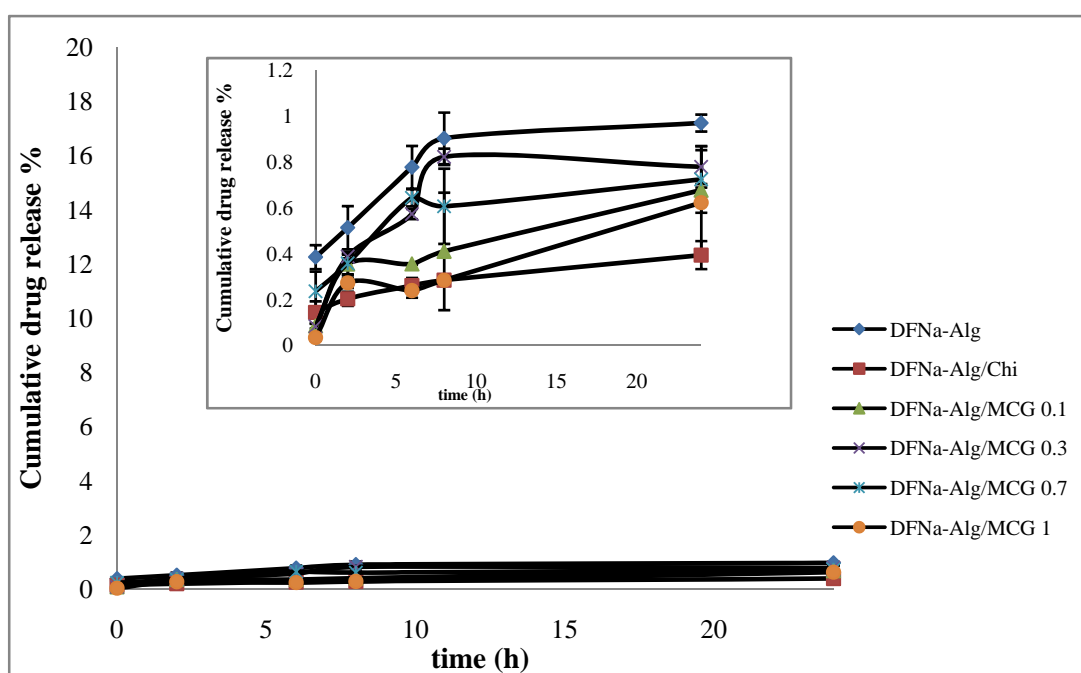 Cumulative drug release %
20
18
16
14
12
10
8
6
4
2
0
0
5
10
15
20
time (h)
Cumulative drug release %
1.2
1
0.8
0.6
0.4
0.2
0
0
5
10
15
20
time (h)
DFNa-Alg
DFNa-Alg/Chi
DFNa-Alg/MCG 0.1
DFNa-Alg/MCG 0.3
DFNa-Alg/MCG 0.7
DFNa-Alg/MCG 1